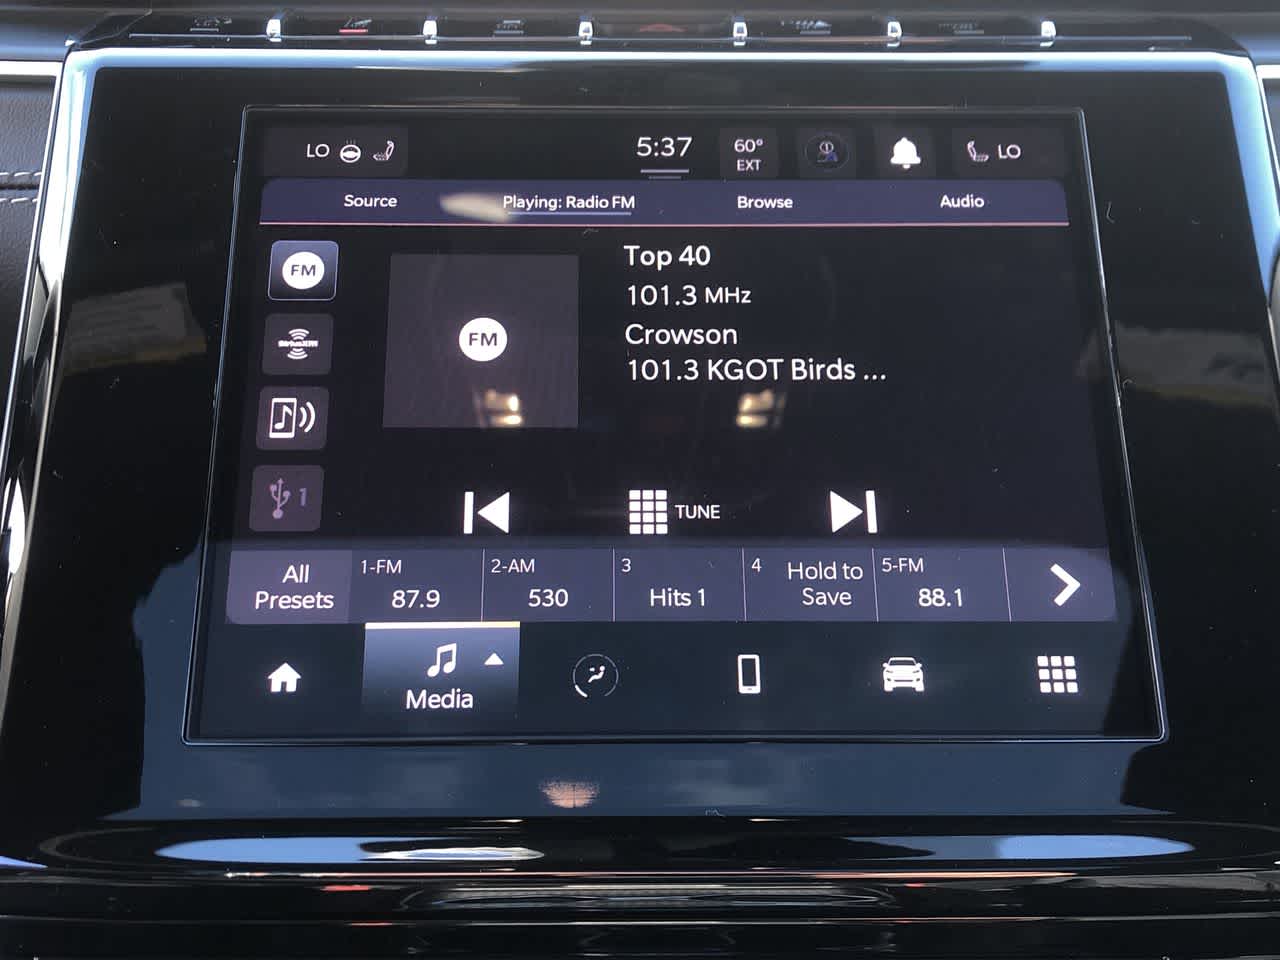 LO
5:37
60°
EXT
LO
Source
Playing: Radio FM
Browse
Audio
FM
SiriusXM
1
FM
Top 40
101.3 MHz
Crowson
101.3 KGOT Birds ...
TUNE
All
Presets
1-FM
87.9
2-AM
530
3
Hits 1
4
Hold to
Save
5-FM
88.1
Media